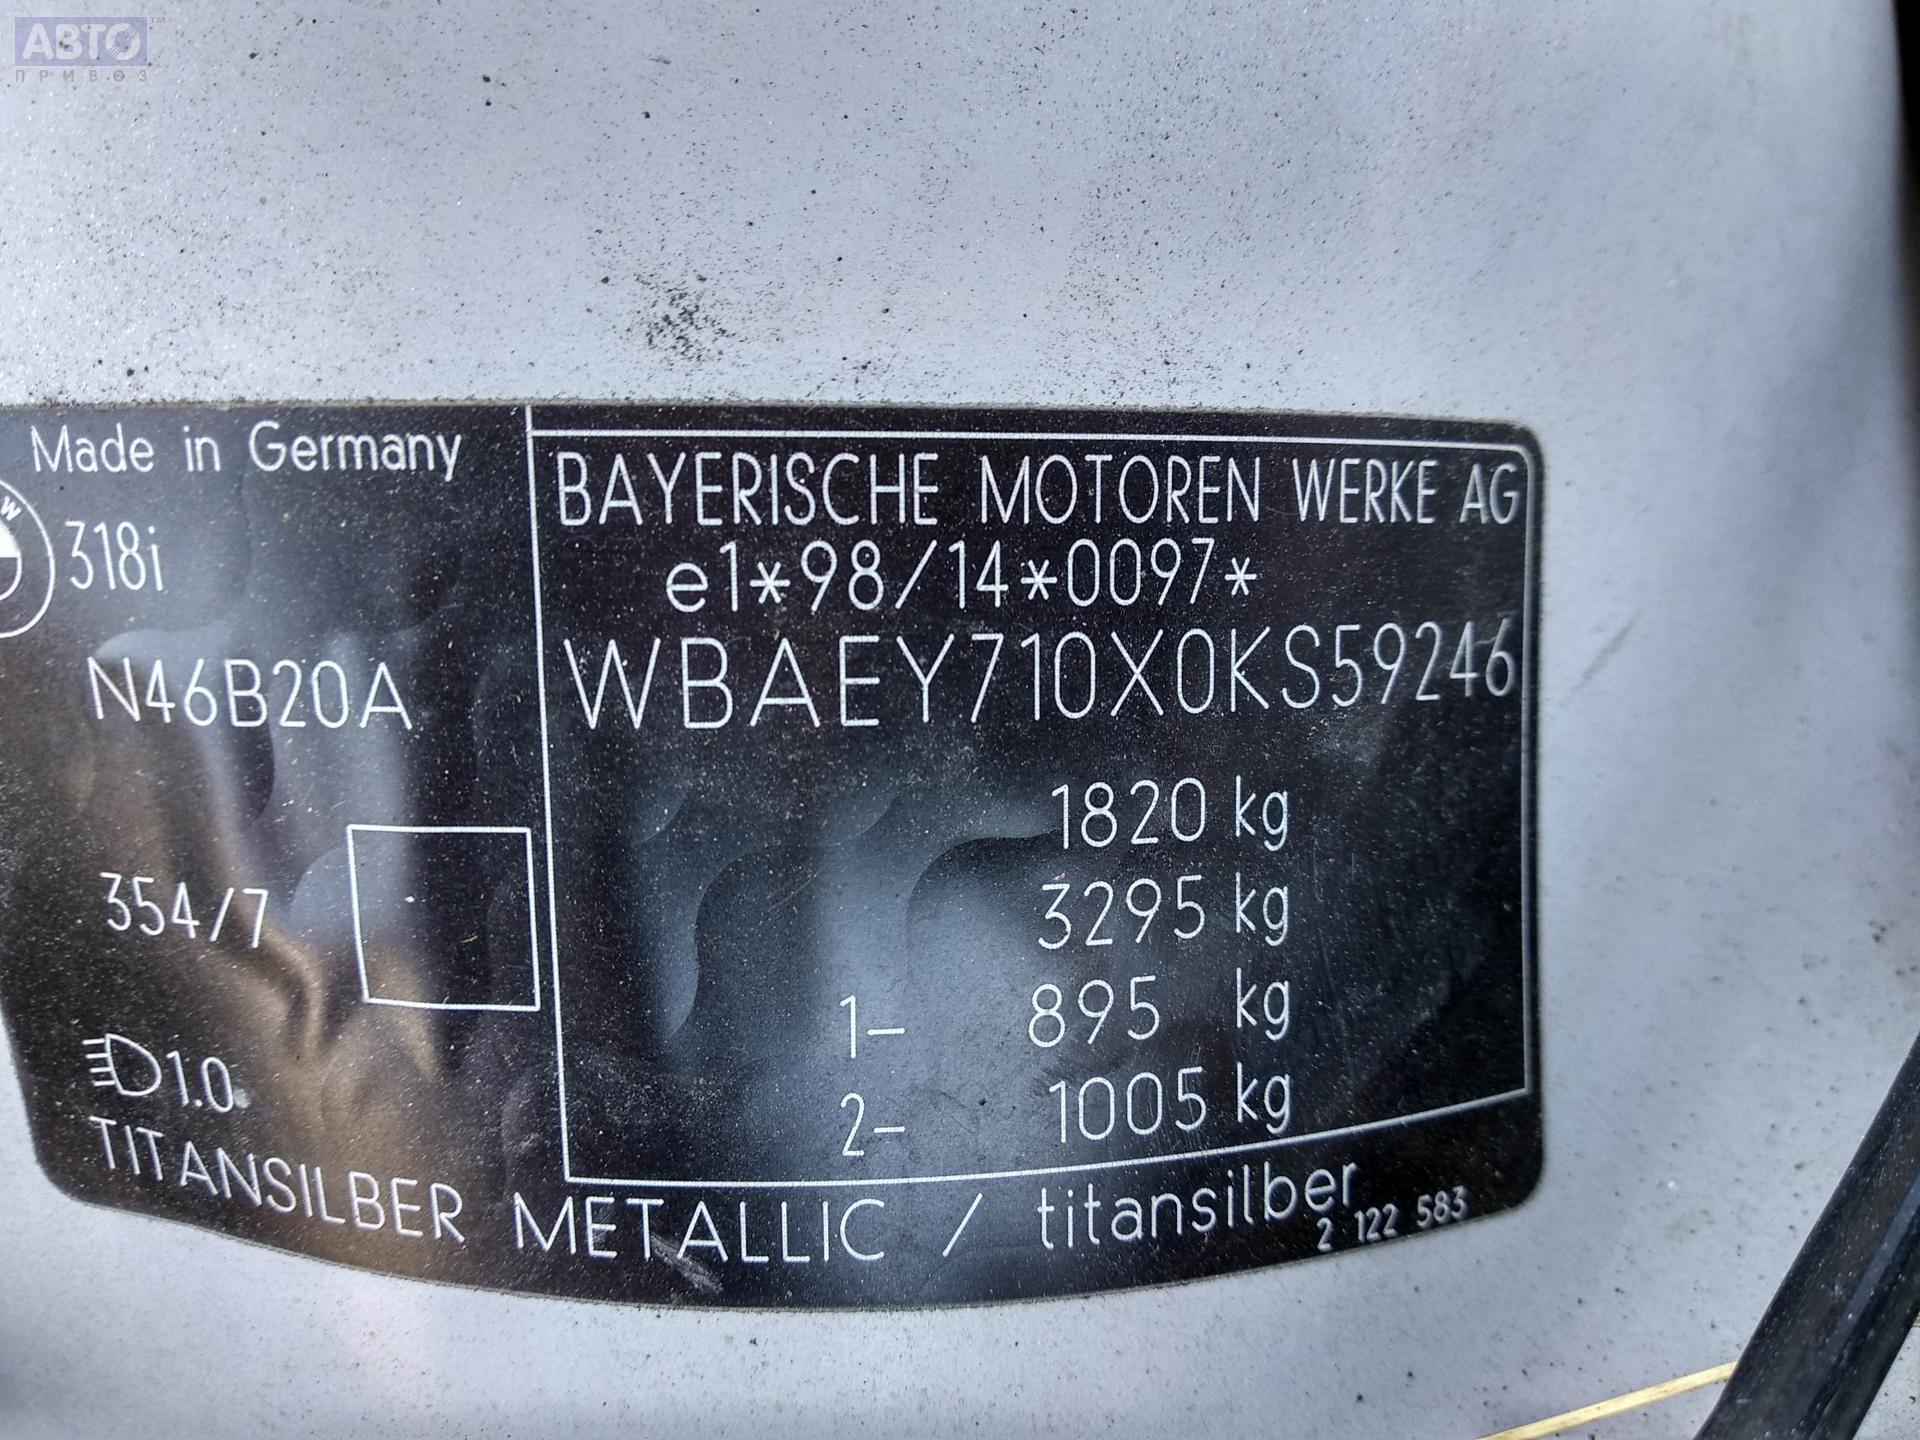 АВТО™
ПРИВОЗ
Made in Germany
W
318i
N46B20A
354/7
1.0
BAYERISCHE MOTOREN WERKE AG
e1*98/14*0097*
WBAEY710X0KS59246
1820 kg
3295 kg
1- 895 kg
2- 1005 kg
TITANSILBER METALLIC / titansilber
2 122 583